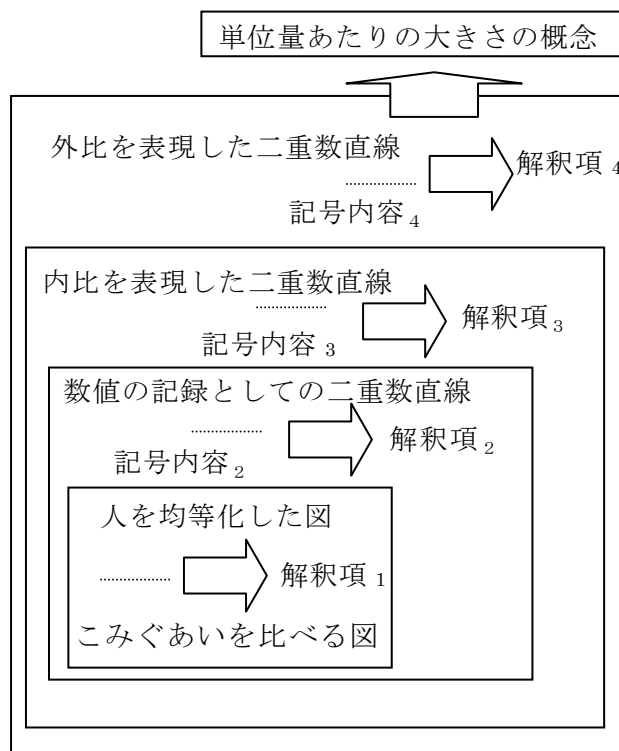 単位量あたりの大きさの概念
外比を表現した二重数直線
解釈項4
記号内容4
内比を表現した二重数直線
解釈項3
記号内容3
数値の記録としての二重数直線
解釈項2
記号内容2
人を均等化した図
解釈項1
こみぐあいを比べる図